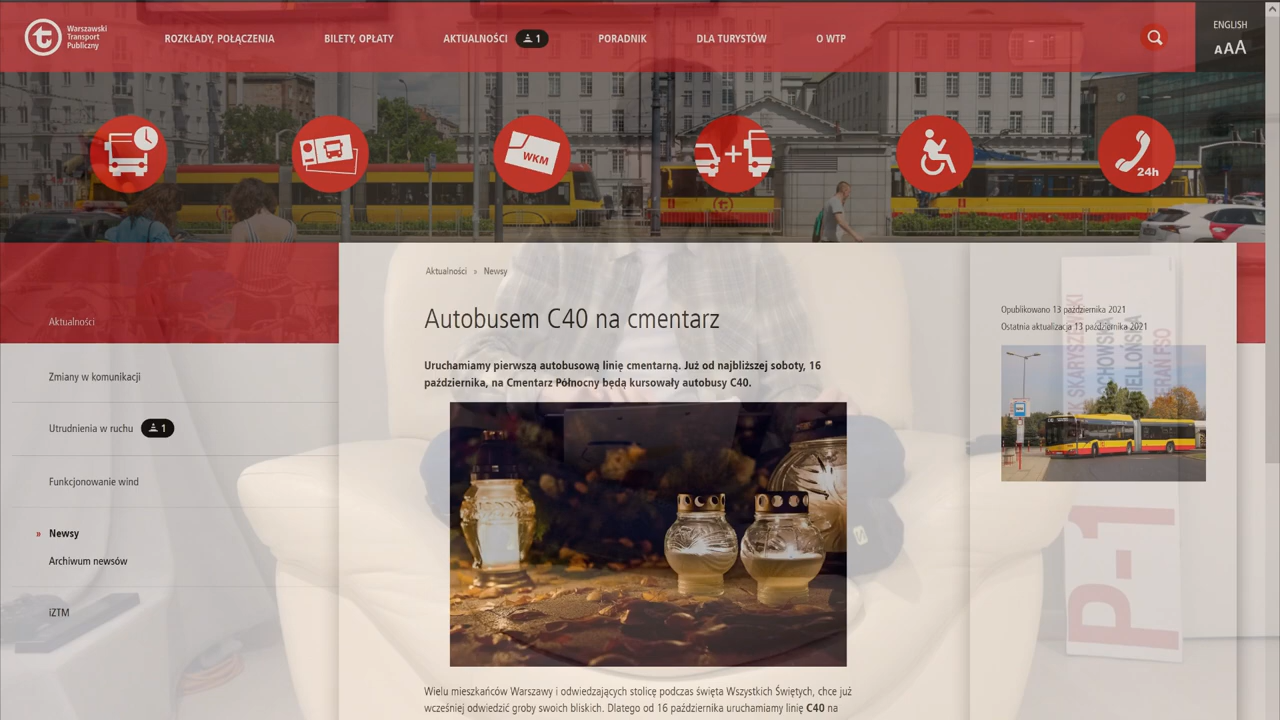 Warszawski
Transport
Publiczny
ROZKŁADY, POŁĄCZENIA
BILETY, OPŁATY
AKTUALNOŚCI 1
PORADNIK
DLA TURYSTÓW
O WTP
ENGLISH
AAA
WKM
24h
Aktualności
Zmiany w komunikacji
Utrudnienia w ruchu 1
Funkcjonowanie wind
» Newsy
Archiwum newsów
iZTM
Aktualności » Newsy
Autobusem C40 na cmentarz
Uruchamiamy pierwszą autobusową linię cmentarną. Już od najbliższej soboty, 16
października, na Cmentarz Północny będą kursowały autobusy C40.
Wielu mieszkańców Warszawy i odwiedzających stolicę podczas święta Wszystkich Świętych, chce już
wcześniej odwiedzić groby swoich bliskich. Dlatego od 16 października uruchamiamy linię C40 na
Opublikowano 13 października 2021
Ostatnia aktualizacja 13 października 2021
SKARYSZEWSKI
P-1
FSO